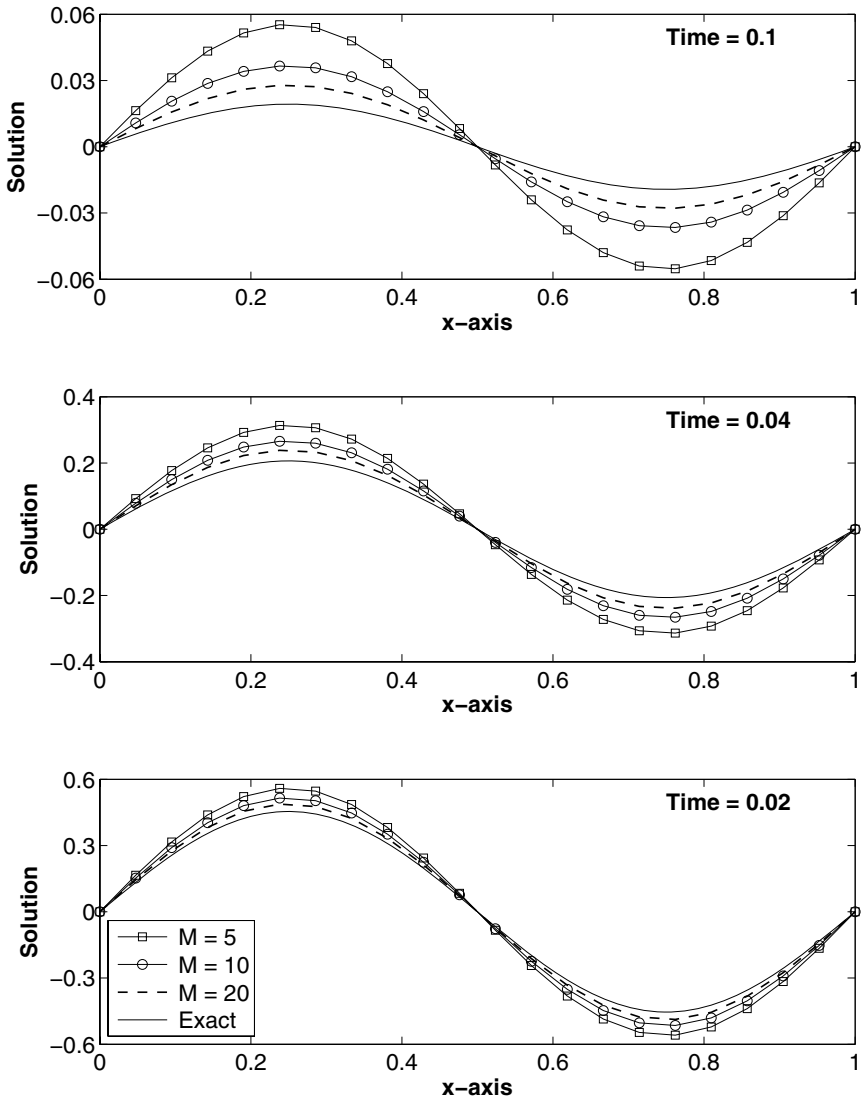 Time = 0.1
Solution
0.06
0.03
0
−0.03
−0.06
0
0.2
0.4
0.6
0.8
1
x−axis
Time = 0.04
Solution
0.4
0.2
0
−0.2
−0.4
0
0.2
0.4
0.6
0.8
1
x−axis
Time = 0.02
Solution
0.6
0.3
0
−0.3
−0.6
M = 5
M = 10
M = 20
Exact
0
0.2
0.4
0.6
0.8
1
x−axis